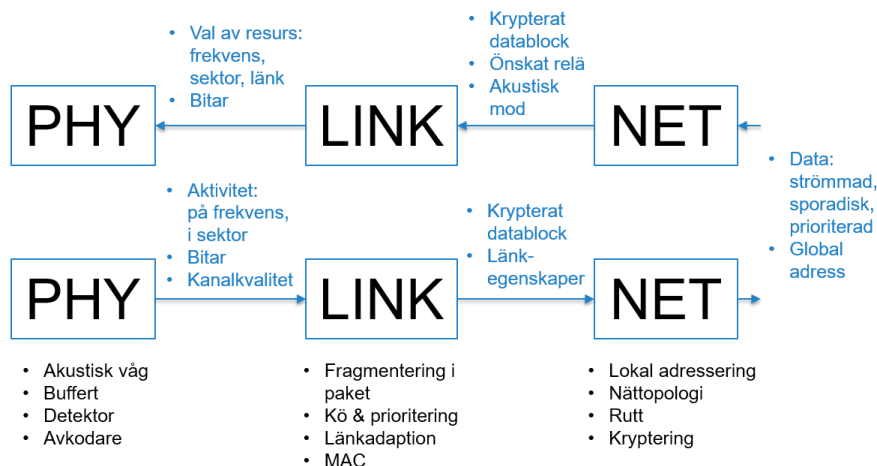 • Val av resurs:
frekvens,
sektor, länk
• Bitar
• Krypterat
datablock
• Önskat relä
• Akustisk
mod
PHY
LINK
NET
• Data:
strömmad,
sporadisk,
prioriterad
• Global
adress
• Aktivitet:
på frekvens,
i sektor
• Bitar
• Kanalkvalitet
• Krypterat
datablock
• Länk-
egenskaper
PHY
LINK
NET
• Akustisk våg
• Buffert
• Detektor
• Avkodare
• Fragmentering i
paket
• Kö & prioritering
• Länkadaption
• MAC
• Lokal adressering
• Nättopologi
• Rutt
• Kryptering